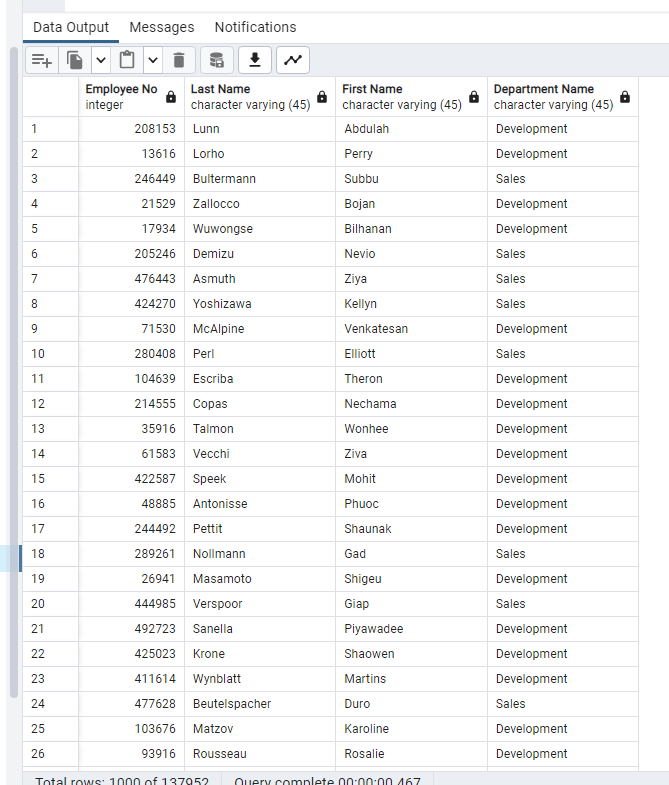 Data Output Messages Notifications
Employee No Last Name First Name Department Name
integer character varying (45) character varying (45) character varying (45)
1 208153 Lunn Abdulah Development
2 13616 Lorho Perry Development
3 246449 Bultermann Subbu Sales
4 21529 Zallocco Bojan Development
5 17934 Wuwongse Bilhanan Development
6 205246 Demizu Nevio Sales
7 476443 Asmuth Ziya Sales
8 424270 Yoshizawa Kellyn Sales
9 71530 McAlpine Venkatesan Development
10 280408 Perl Elliott Sales
11 104639 Escriba Theron Development
12 214555 Copas Nechama Development
13 35916 Talmon Wonhee Development
14 61583 Vecchi Ziva Development
15 422587 Speek Mohit Development
16 48885 Antonisse Phuoc Development
17 244492 Pettit Shaunak Development
18 289261 Nollmann Gad Sales
19 26941 Masamoto Shigeu Development
20 444985 Verspoor Giap Sales
21 492723 Sanella Piyawadee Development
22 425023 Krone Shaowen Development
23 411614 Wynblatt Martins Development
24 477628 Beutelspacher Duro Sales
25 103676 Matzov Karoline Development
26 93916 Rousseau Rosalie Development
Total rows: 1000 of 137952 Query complete 00:00:00.467